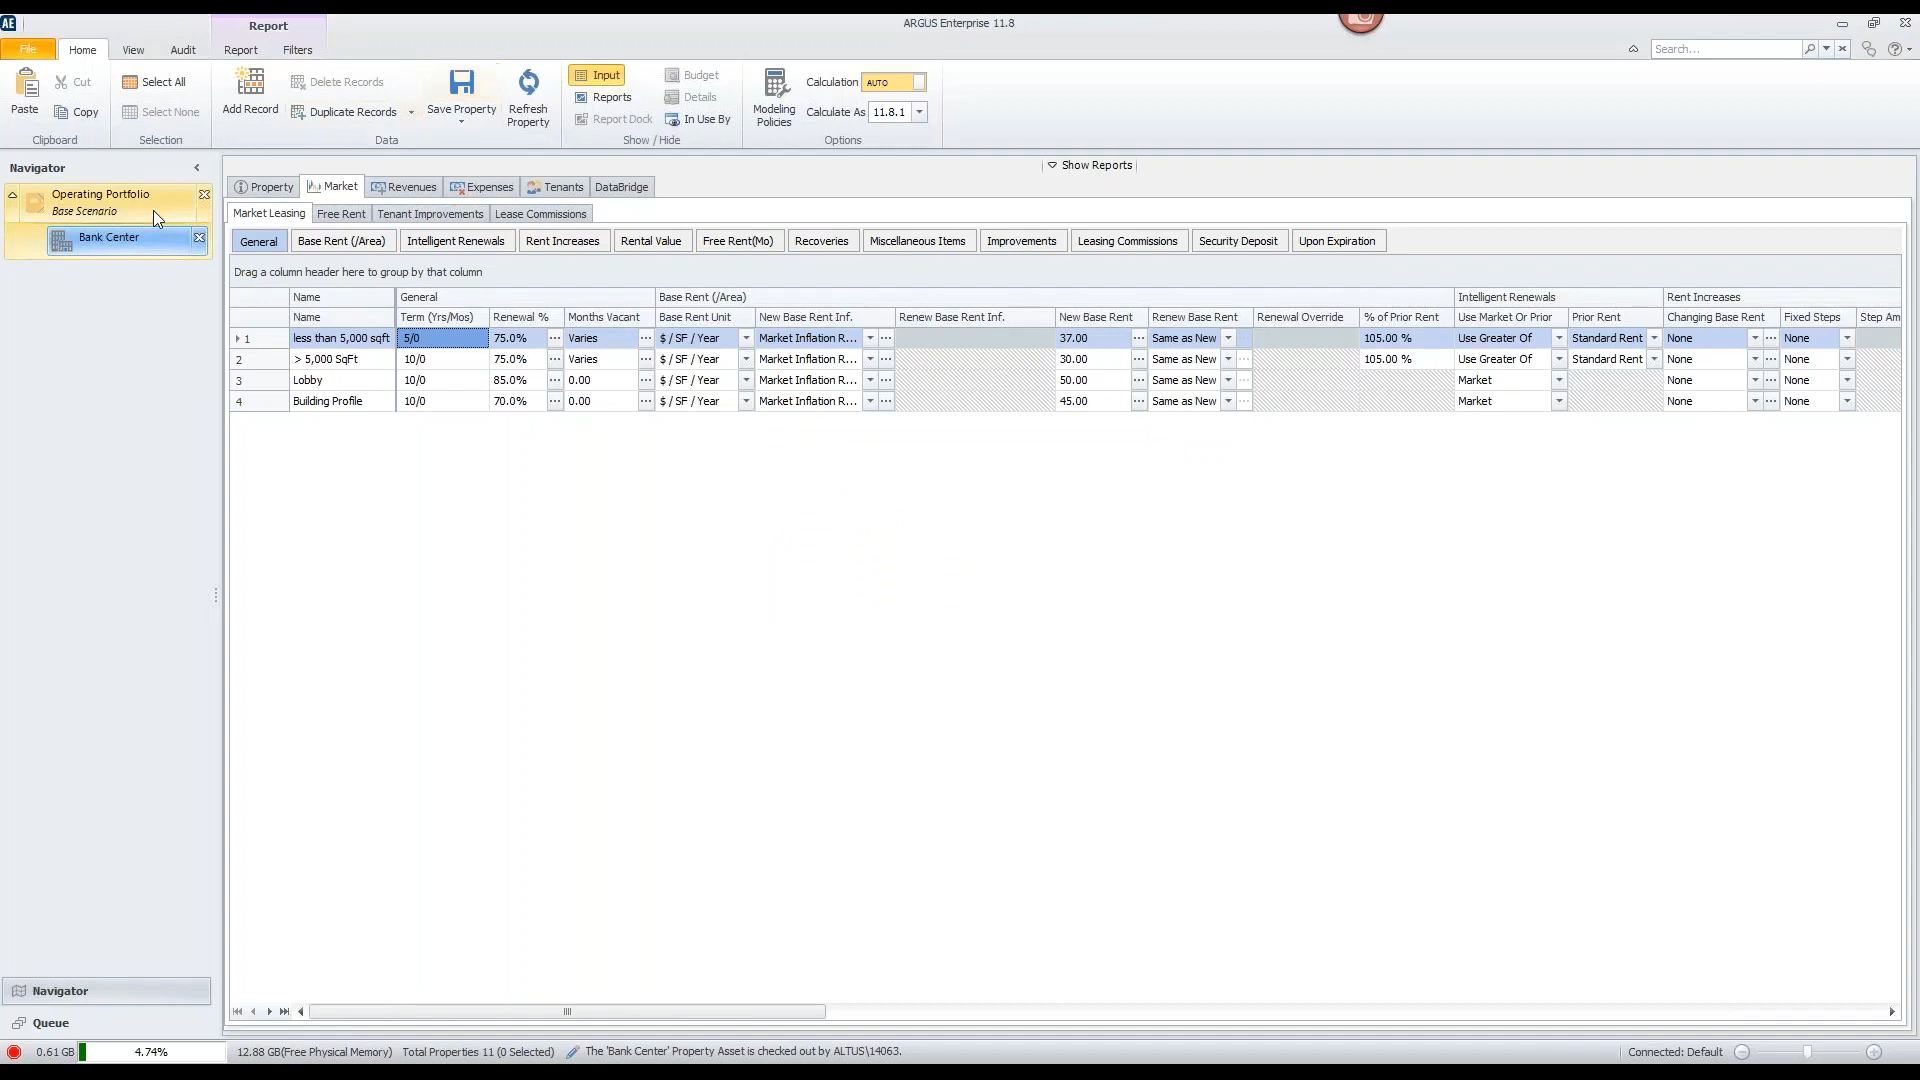 AE
Report
ARGUS Enterprise 11.8
File
Home
View
Audit
Report
Filters
Search...
Paste
Cut
Copy
Clipboard
Select All
Select None
Selection
Add Record
Delete Records
Duplicate Records
Data
Save Property
Refresh Property
Input
Reports
Report Dock
Budget
Details
In Use By
Show / Hide
Modeling Policies
Calculation AUTO
Calculate As 11.8.1
Options
Navigator
Operating Portfolio
Base Scenario
Bank Center
Show Reports
Property Market Revenues Expenses Tenants DataBridge
Market Leasing Free Rent Tenant Improvements Lease Commissions
General Base Rent (/Area) Intelligent Renewals Rent Increases Rental Value Free Rent(Mo) Recoveries Miscellaneous Items Improvements Leasing Commissions Security Deposit Upon Expiration
Drag a column header here to group by that column
Name General Base Rent (/Area) Intelligent Renewals Rent Increases
Name Term (Yrs/Mos) Renewal % Months Vacant Base Rent Unit New Base Rent Inf. Renew Base Rent Inf. New Base Rent Renew Base Rent Renewal Override % of Prior Rent Use Market Or Prior Prior Rent Changing Base Rent Fixed Steps Step Am
1 less than 5,000 sqft 5/0 75.0% ... Varies ... $ / SF / Year Market Inflation R... ... 37.00 ... Same as New ... 105.00 % Use Greater Of Standard Rent None ... None
2 > 5,000 SqFt 10/0 75.0% ... Varies ... $ / SF / Year Market Inflation R... ... 30.00 ... Same as New ... 105.00 % Use Greater Of Standard Rent None ... None
3 Lobby 10/0 85.0% ... 0.00 ... $ / SF / Year Market Inflation R... ... 50.00 ... Same as New ... Market None ... None
4 Building Profile 10/0 70.0% ... 0.00 ... $ / SF / Year Market Inflation R... ... 45.00 ... Same as New ... Market None ... None
Navigator
Queue
0.61 GB 4.74% 12.88 GB(Free Physical Memory) Total Properties 11 (0 Selected) The 'Bank Center' Property Asset is checked out by ALTUS\14063. Connected: Default